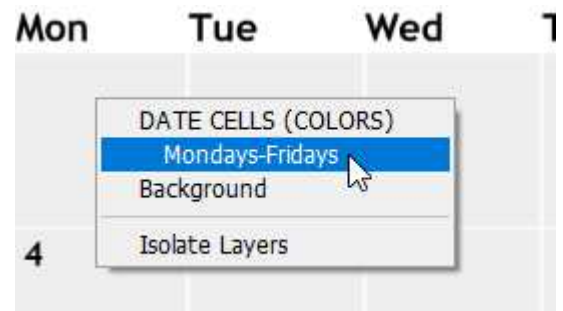 Mon Tue Wed
DATE CELLS (COLORS)
Mondays-Fridays
Background
4
Isolate Layers